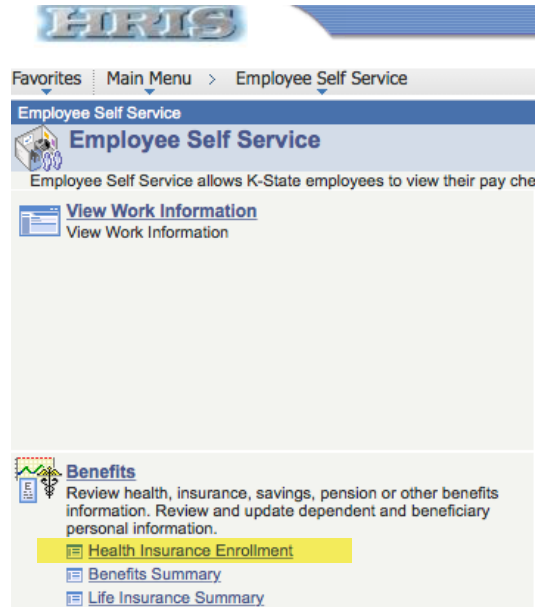 HRIS
Favorites Main Menu > Employee Self Service
Employee Self Service
Employee Self Service
Employee Self Service allows K-State employees to view their pay che
View Work Information
View Work Information
Benefits
Review health, insurance, savings, pension or other benefits
information. Review and update dependent and beneficiary
personal information.
Health Insurance Enrollment
Benefits Summary
Life Insurance Summary